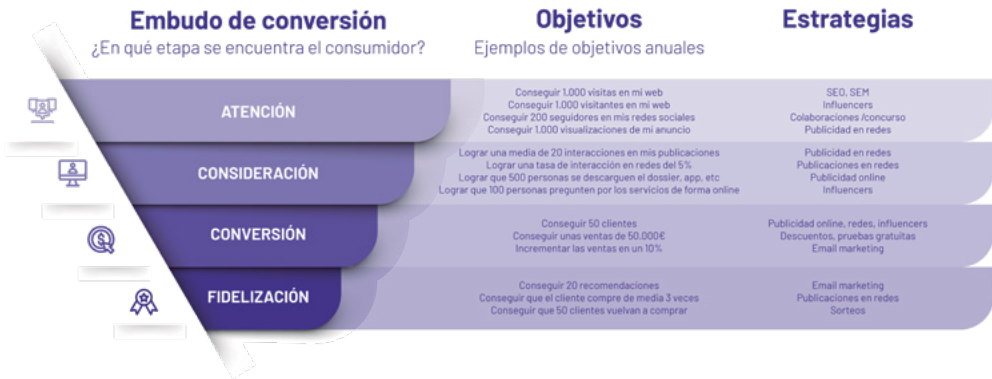 Embudo de conversión
¿En qué etapa se encuentra el consumidor?
Objetivos
Ejemplos de objetivos anuales
Estrategias
ATENCIÓN
Conseguir 1.000 visitas en mi web
Conseguir 1.000 visitantes en mi web
Conseguir 200 seguidores en mis redes sociales
Conseguir 1.000 visualizaciones de mi anuncio
SEO, SEM
Influencers
Colaboraciones /concurso
Publicidad en redes
CONSIDERACIÓN
Lograr una media de 20 interacciones en mis publicaciones
Lograr una tasa de interacción en redes del 5%
Lograr que 500 personas se descarguen el dossier, app, etc
Lograr que 100 personas pregunten por los servicios de forma online
Publicidad en redes
Publicaciones en redes
Publicidad online
Influencers
CONVERSIÓN
Conseguir 50 clientes
Conseguir unas ventas de 50.000€
Incrementar las ventas en un 10%
Publicidad online, redes, influencers
Descuentos, pruebas gratuitas
Email marketing
FIDELIZACIÓN
Conseguir 20 recomendaciones
Conseguir que el cliente compre de media 3 veces
Conseguir que 50 clientes vuelvan a comprar
Email marketing
Publicaciones en redes
Sorteos